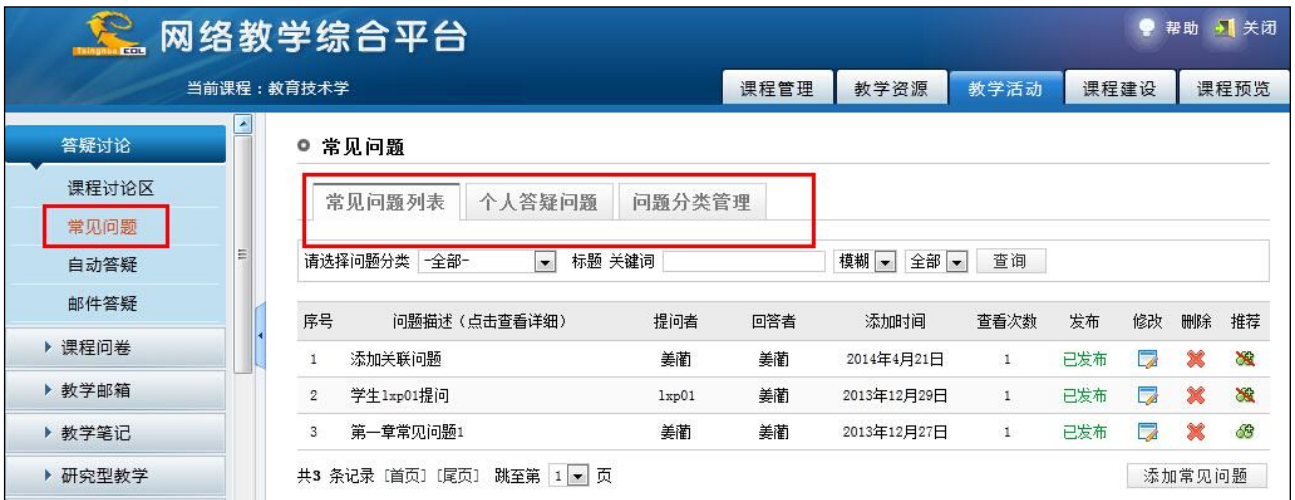 Tsinghua EOL
网络教学综合平台
帮助 关闭
当前课程：教育技术学
课程管理 教学资源 教学活动 课程建设 课程预览
答疑讨论
课程讨论区
常见问题
自动答疑
邮件答疑
课程问卷
教学邮箱
教学笔记
研究型教学
常见问题
常见问题列表 个人答疑问题 问题分类管理
请选择问题分类 -全部- 标题 关键词 模糊 全部 查询
序号 问题描述（点击查看详细） 提问者 回答者 添加时间 查看次数 发布 修改 删除 推荐
1 添加关联问题 姜蔺 姜蔺 2014年4月21日 1 已发布
2 学生lxp01提问 lxp01 姜蔺 2013年12月29日 1 已发布
3 第一章常见问题1 姜蔺 姜蔺 2013年12月27日 1 已发布
共3 条记录 [首页] [尾页] 跳至第 1 页
添加常见问题